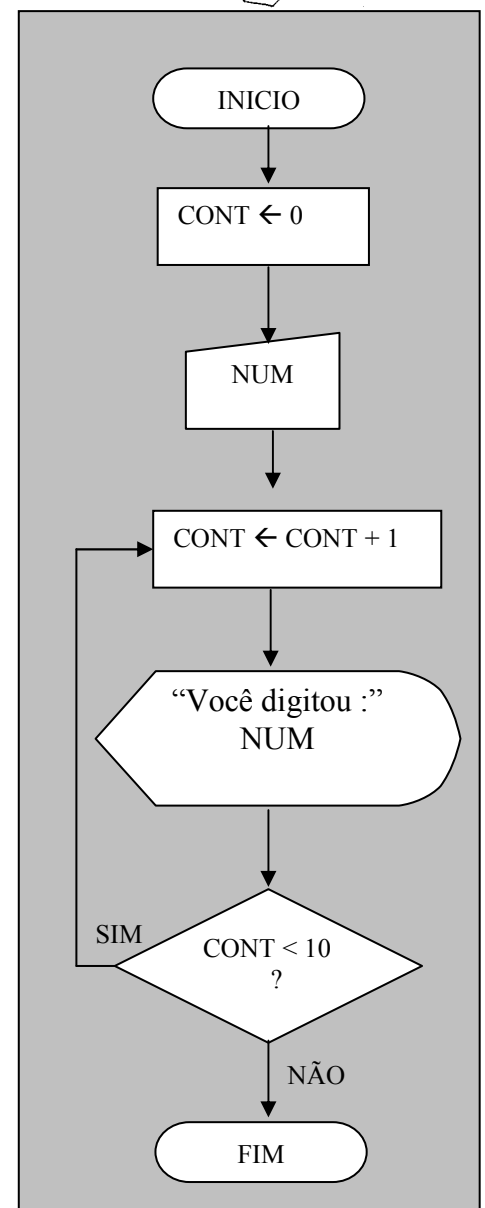 INICIO
CONT ← 0
NUM
CONT ← CONT + 1
“Você digitou :”
NUM
SIM
CONT < 10
?
NÃO
FIM